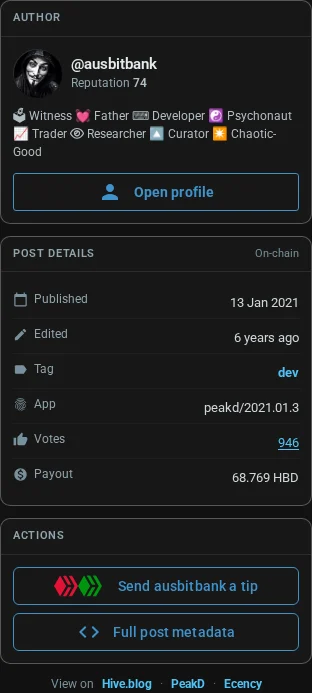 AUTHOR
@ausbitbank
Reputation 74
🗳️ Witness 💓 Father ⌨ Developer ☯️ Psychonaut
📈 Trader 👁 Researcher 🔼 Curator ✴️ Chaotic-
Good
Open profile
POST DETAILS On-chain
Published 13 Jan 2021
Edited 6 years ago
Tag dev
App peakd/2021.01.3
Votes 946
Payout 68.769 HBD
ACTIONS
Send ausbitbank a tip
Full post metadata
View on Hive.blog · PeakD · Ecency